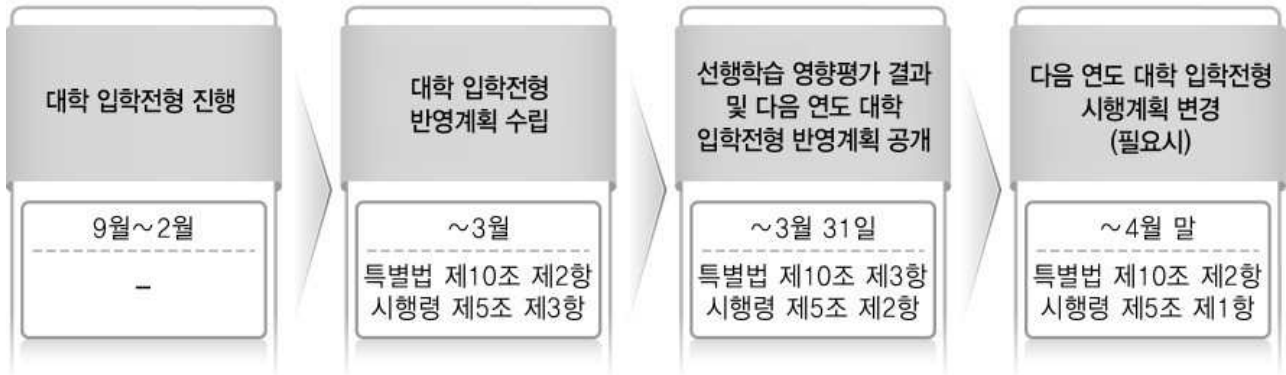 대학 입학전형 진행
9월~2월
-
대학 입학전형
반영계획 수립
~3월
특별법 제10조 제2항
시행령 제5조 제3항
선행학습 영향평가 결과
및 다음 연도 대학
입학전형 반영계획 공개
~3월 31일
특별법 제10조 제3항
시행령 제5조 제2항
다음 연도 대학 입학전형
시행계획 변경
(필요시)
~4월 말
특별법 제10조 제2항
시행령 제5조 제1항